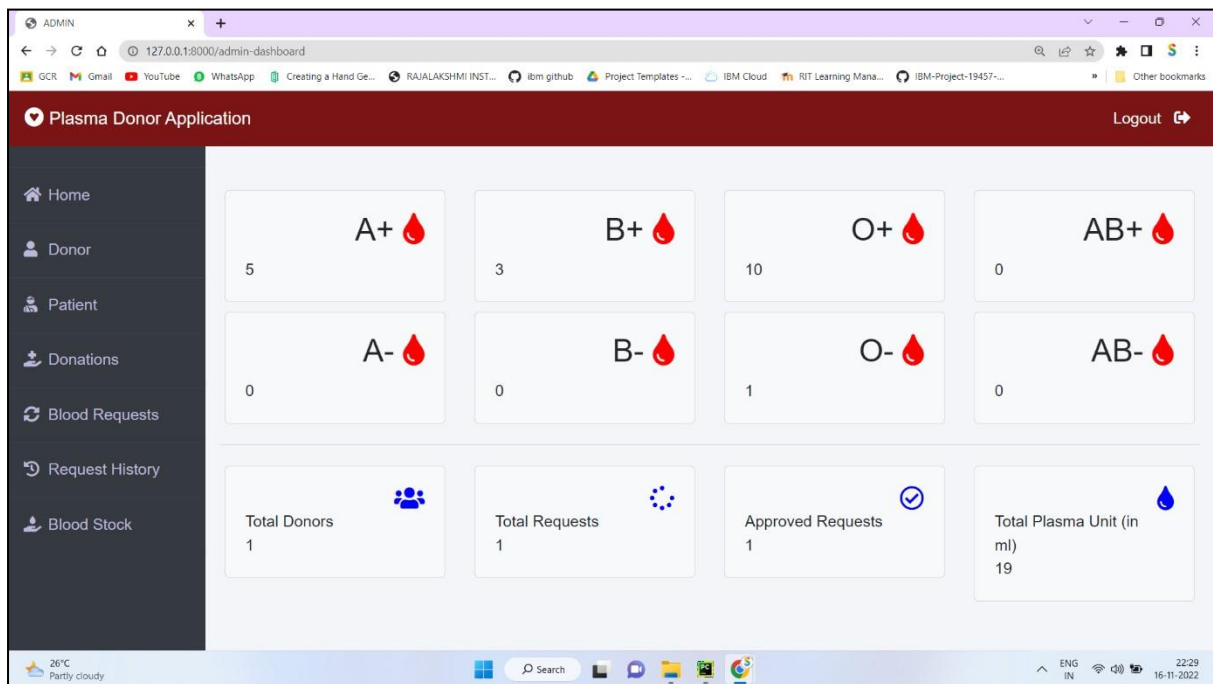 ADMIN
127.0.0.1:8000/admin-dashboard
GCR Gmail YouTube WhatsApp Creating a Hand Ge... RAJALAKSHMI INST... ibm github Project Templates -... IBM Cloud RIT Learning Mana... IBM-Project-19457-... » Other bookmarks
Plasma Donor Application Logout
Home
Donor
Patient
Donations
Blood Requests
Request History
Blood Stock
A+ B+ O+ AB+
5 3 10 0
A- B- O- AB-
0 0 1 0
Total Donors
1
Total Requests
1
Approved Requests
1
Total Plasma Unit (in
ml)
19
26°C
Partly cloudy
Search
ENG
IN
22:29
16-11-2022